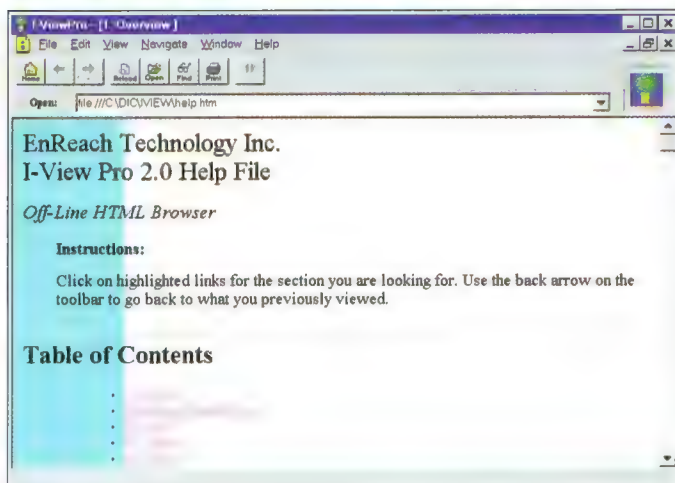 I-ViewPro - [1. Overview]
File Edit View Navigate Window Help
Home Reload Open Find Print
Open: file:///C:\DIC\IVIEW\help.htm
EnReach Technology Inc.
I-View Pro 2.0 Help File
Off-Line HTML Browser
Instructions:
Click on highlighted links for the section you are looking for. Use the back arrow on the
toolbar to go back to what you previously viewed.
Table of Contents